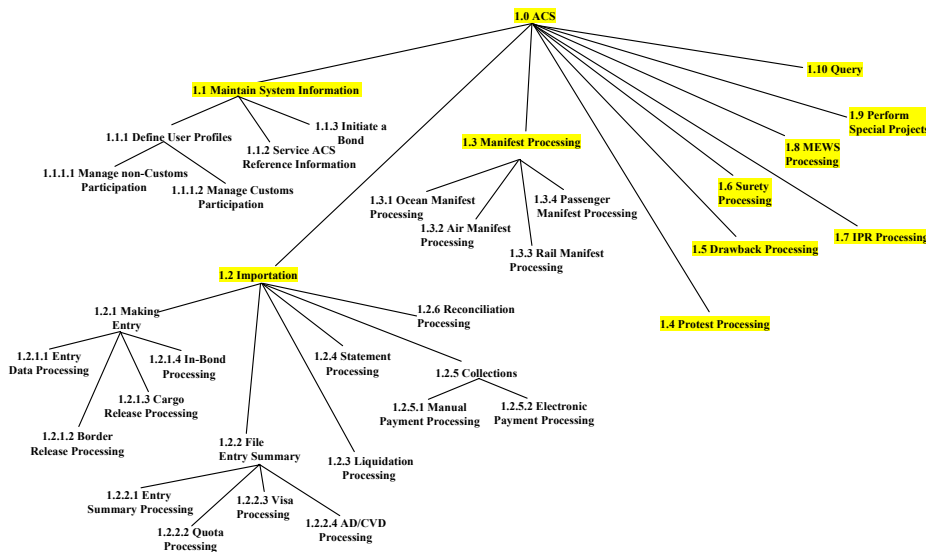 1.0 ACS
1.10 Query
1.1 Maintain System Information
1.9 Perform
Special Projects
1.1.3 Initiate a
Bond
1.1.1 Define User Profiles
1.1.2 Service ACS
Reference Information
1.3 Manifest Processing
1.8 MEWS
Processing
1.1.1.1 Manage non-Customs
Participation
1.1.1.2 Manage Customs
Participation
1.6 Surety
Processing
1.3.1 Ocean Manifest
Processing
1.3.4 Passenger
Manifest Processing
1.3.2 Air Manifest
Processing
1.7 IPR Processing
1.3.3 Rail Manifest
Processing
1.5 Drawback Processing
1.2 Importation
1.2.1 Making
Entry
1.2.6 Reconciliation
Processing
1.4 Protest Processing
1.2.1.1 Entry
Data Processing
1.2.1.4 In-Bond
Processing
1.2.4 Statement
Processing
1.2.5 Collections
1.2.1.3 Cargo
Release Processing
1.2.5.1 Manual
Payment Processing
1.2.5.2 Electronic
Payment Processing
1.2.1.2 Border
Release Processing
1.2.2 File
Entry Summary
1.2.3 Liquidation
Processing
1.2.2.1 Entry
Summary Processing
1.2.2.3 Visa
Processing
1.2.2.2 Quota
Processing
1.2.2.4 AD/CVD
Processing